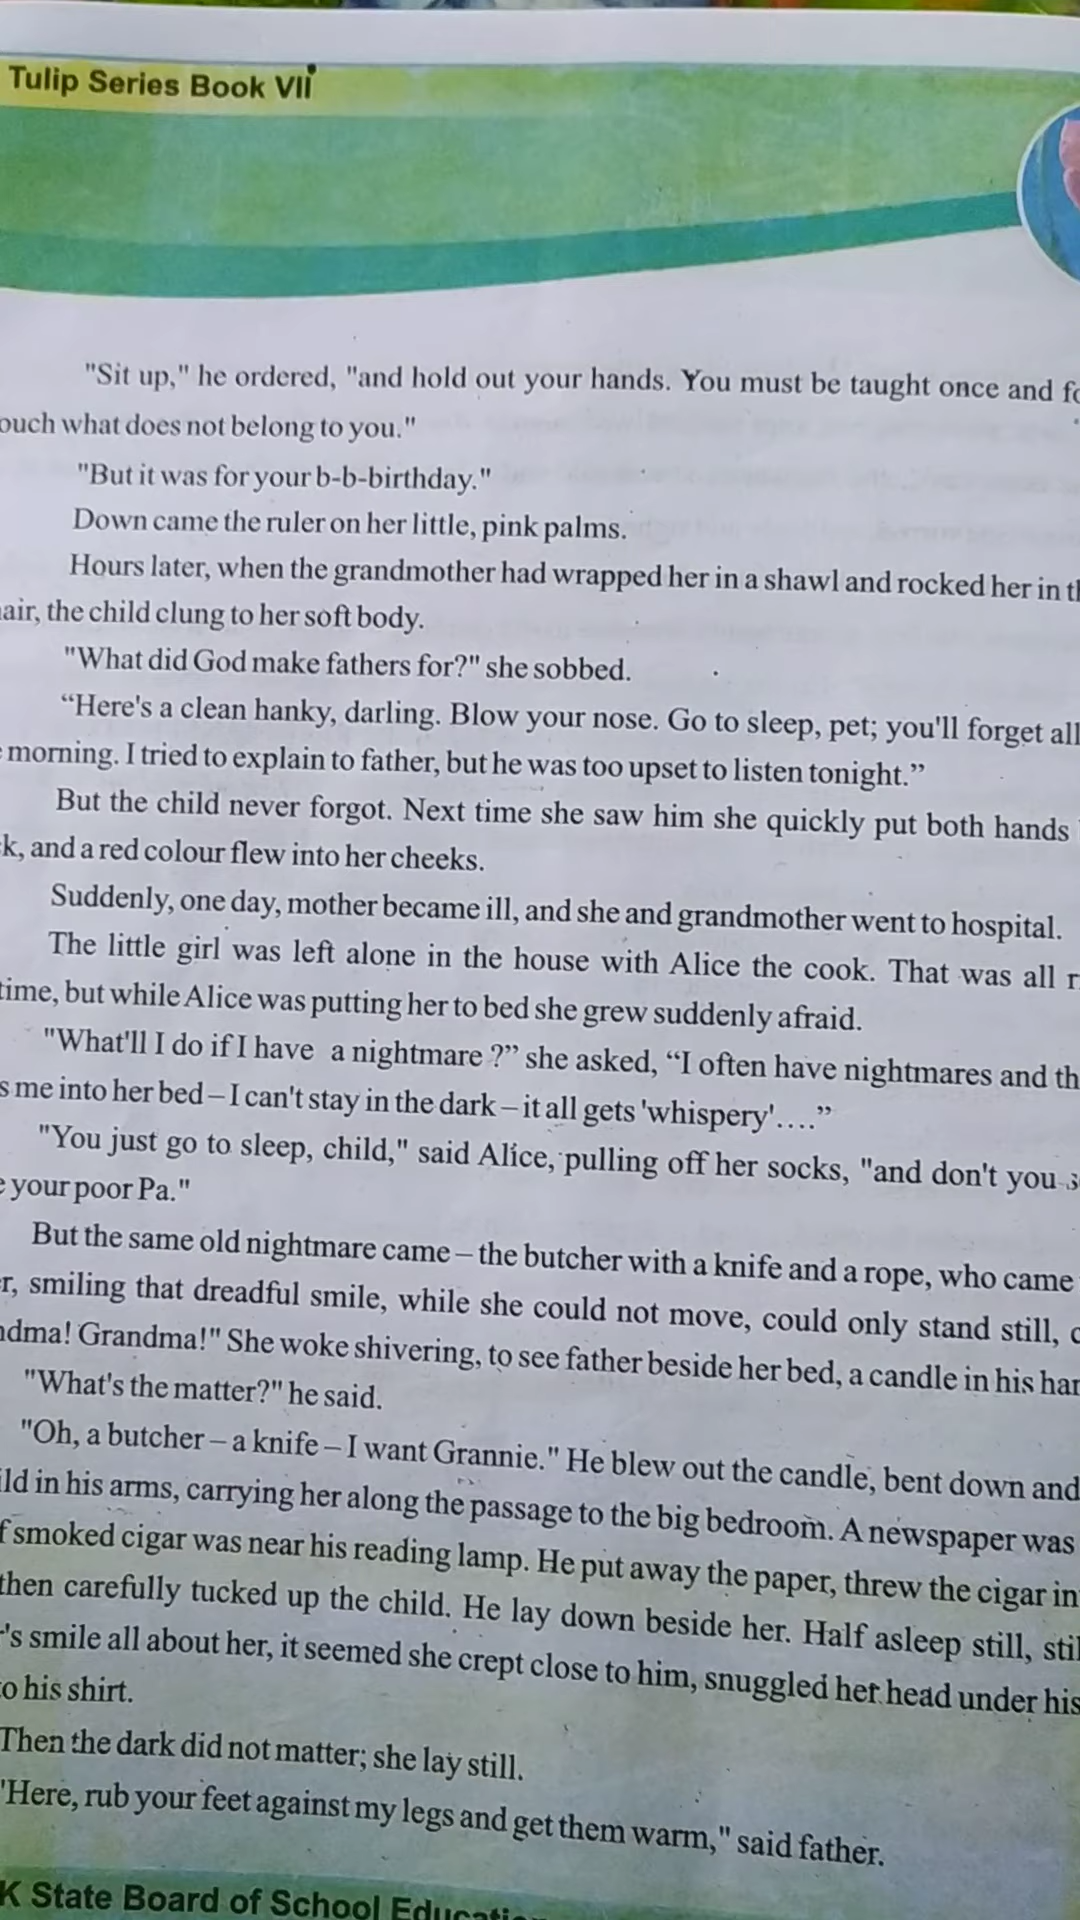 Tulip Series Book VII
"Sit up," he ordered, "and hold out your hands. You must be taught once and
what does not belong to you."
"But it was for your b-b-birthday."
Down came the ruler on her little, pink palms.
Hours later, when the grandmother had wrapped her in a shawl and rocked her in
the child clung to her soft body.
"What did God make fathers for?" she sobbed.
“Here's a clean hanky, darling. Blow your nose. Go to sleep, pet; you'll forget all
morning. I tried to explain to father, but he was too upset to listen tonight.”
But the child never forgot. Next time she saw him she quickly put both hands
and a red colour flew into her cheeks.
Suddenly, one day, mother became ill, and she and grandmother went to hospital.
The little girl was left alone in the house with Alice the cook. That was all
time, but while Alice was putting her to bed she grew suddenly afraid.
"What'll I do if I have a nightmare ?” she asked, “I often have nightmares and
me into her bed – I can't stay in the dark – it all gets 'whispery'....”
"You just go to sleep, child," said Alice, pulling off her socks, "and don't you
your poor Pa."
But the same old nightmare came – the butcher with a knife and a rope, who came
smiling that dreadful smile, while she could not move, could only stand still,
Grandma!" She woke shivering, to see father beside her bed, a candle in his
"What's the matter?" he said.
"Oh, a butcher – a knife – I want Grannie." He blew out the candle, bent down and
in his arms, carrying her along the passage to the big bedroom. A newspaper was
smoked cigar was near his reading lamp. He put away the paper, threw the cigar
then carefully tucked up the child. He lay down beside her. Half asleep still,
smile all about her, it seemed she crept close to him, snuggled her head under his
his shirt.
Then the dark did not matter; she lay still.
"Here, rub your feet against my legs and get them warm," said father.
K State Board of School